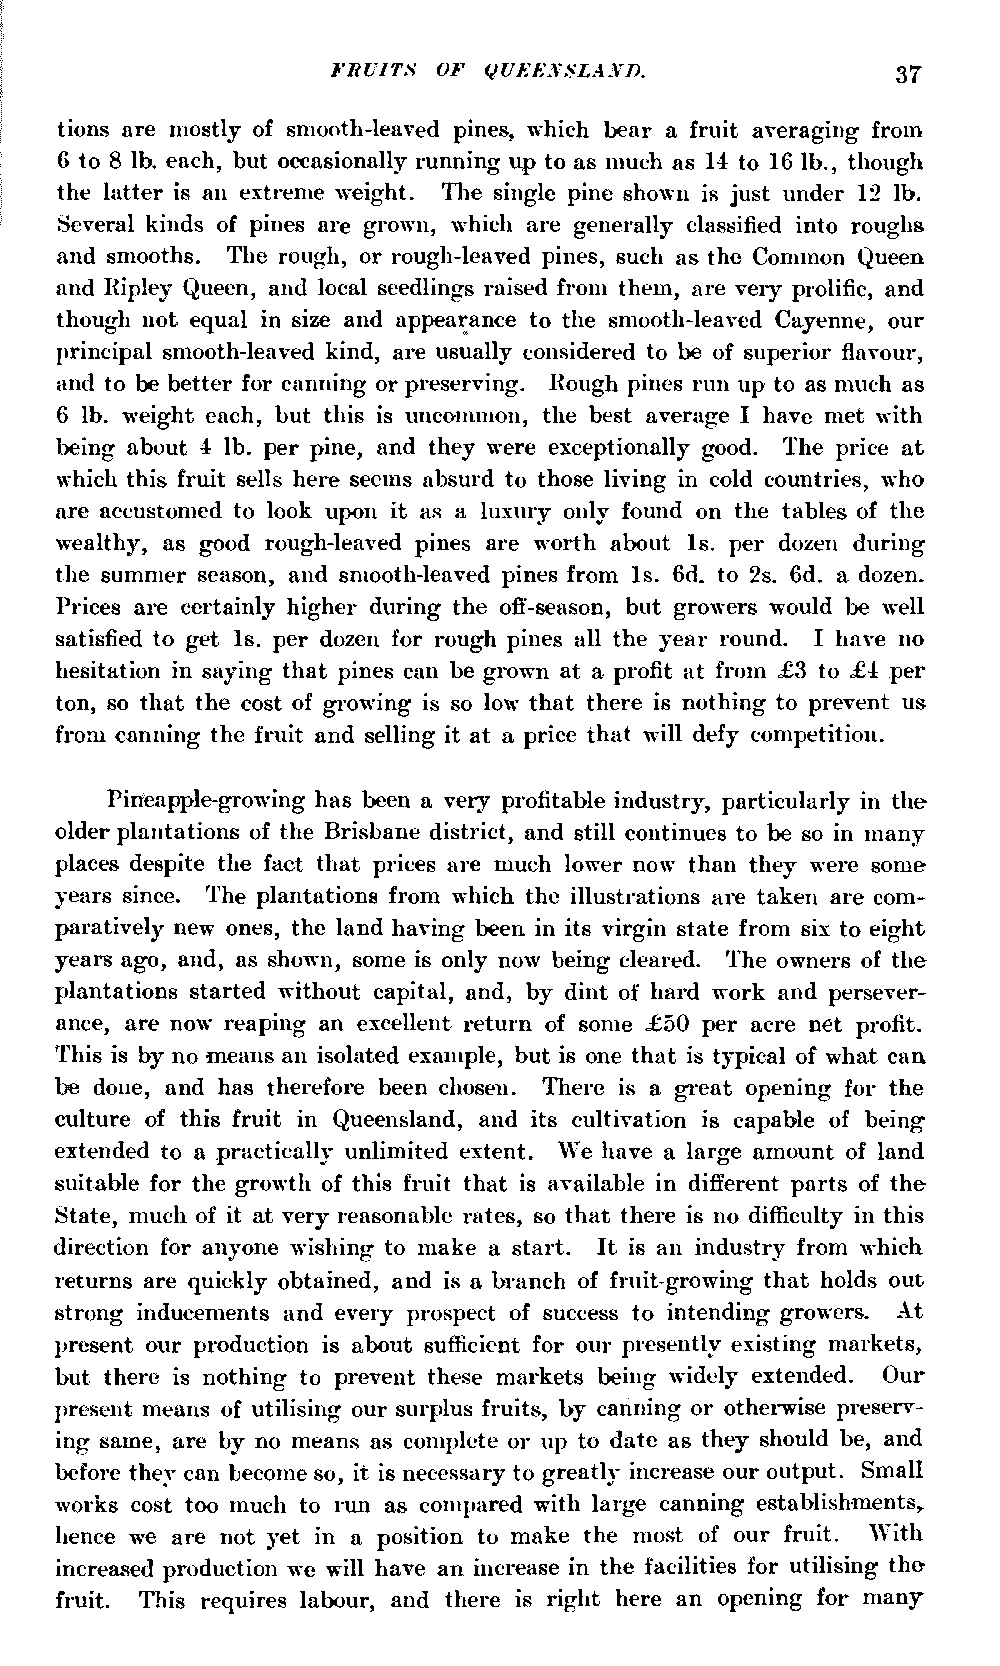 FRUITS OF QUEENSLAND. 37
tions are mostly of smooth-leaved pines, which bear a fruit averaging from
6 to 8 lb. each, but occasionally running up to as much as 14 to 16 lb., though
the latter is an extreme weight. The single pine shown is just under 12 lb.
Several kinds of pines are grown, which are generally classified into roughs
and smooths. The rough, or rough-leaved pines, such as the Common Queen
and Ripley Queen, and local seedlings raised from them, are very prolific, and
though not equal in size and appearance to the smooth-leaved Cayenne, our
principal smooth-leaved kind, are usually considered to be of superior flavour,
and to be better for canning or preserving. Rough pines run up to as much as
6 lb. weight each, but this is uncommon, the best average I have met with
being about 4 lb. per pine, and they were exceptionally good. The price at
which this fruit sells here seems absurd to those living in cold countries, who
are accustomed to look upon it as a luxury only found on the tables of the
wealthy, as good rough-leaved pines are worth about 1s. per dozen during
the summer season, and smooth-leaved pines from 1s. 6d. to 2s. 6d. a dozen.
Prices are certainly higher during the off-season, but growers would be well
satisfied to get 1s. per dozen for rough pines all the year round. I have no
hesitation in saying that pines can be grown at a profit at from £3 to £4 per
ton, so that the cost of growing is so low that there is nothing to prevent us
from canning the fruit and selling it at a price that will defy competition.
Pineapple-growing has been a very profitable industry, particularly in the
older plantations of the Brisbane district, and still continues to be so in many
places despite the fact that prices are much lower now than they were some
years since. The plantations from which the illustrations are taken are com-
paratively new ones, the land having been in its virgin state from six to eight
years ago, and, as shown, some is only now being cleared. The owners of the
plantations started without capital, and, by dint of hard work and persever-
ance, are now reaping an excellent return of some £50 per acre net profit.
This is by no means an isolated example, but is one that is typical of what can
be done, and has therefore been chosen. There is a great opening for the
culture of this fruit in Queensland, and its cultivation is capable of being
extended to a practically unlimited extent. We have a large amount of land
suitable for the growth of this fruit that is available in different parts of the
State, much of it at very reasonable rates, so that there is no difficulty in this
direction for anyone wishing to make a start. It is an industry from which
returns are quickly obtained, and is a branch of fruit-growing that holds out
strong inducements and every prospect of success to intending growers. At
present our production is about sufficient for our presently existing markets,
but there is nothing to prevent these markets being widely extended. Our
present means of utilising our surplus fruits, by canning or otherwise preserv-
ing same, are by no means as complete or up to date as they should be, and
before they can become so, it is necessary to greatly increase our output. Small
works cost too much to run as compared with large canning establishments,
hence we are not yet in a position to make the most of our fruit. With
increased production we will have an increase in the facilities for utilising the
fruit. This requires labour, and there is right here an opening for many